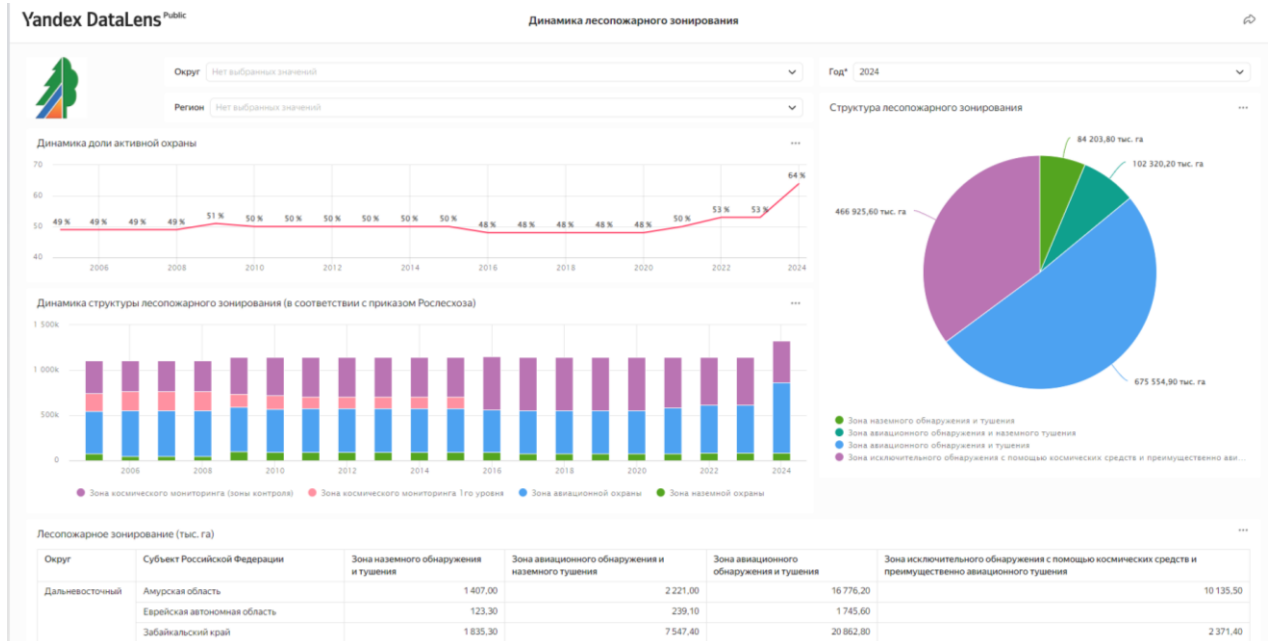 Yandex DataLens Public
Динамика лесопожарного зонирования
Округ Нет выбранных значений
Регион Нет выбранных значений
Год* 2024
Динамика доли активной охраны
70
60
50
40
49 % 49 % 49 % 49 % 51 % 50 % 50 % 50 % 50 % 50 % 50 % 48 % 48 % 48 % 48 % 48 % 50 % 53 % 53 % 64 %
2006 2008 2010 2012 2014 2016 2018 2020 2022 2024
Динамика структуры лесопожарного зонирования (в соответствии с приказом Рослесхоза)
1 500k
1 000k
500k
0
2006 2008 2010 2012 2014 2016 2018 2020 2022 2024
Зона космического мониторинга (зоны контроля) Зона космического мониторинга 1го уровня Зона авиационной охраны Зона наземной охраны
Структура лесопожарного зонирования
84 203,80 тыс. га
102 320,20 тыс. га
466 925,60 тыс. га
675 554,90 тыс. га
Зона наземного обнаружения и тушения
Зона авиационного обнаружения и наземного тушения
Зона авиационного обнаружения и тушения
Зона исключительного обнаружения с помощью космических средств и преимущественно ави...
Лесопожарное зонирование (тыс. га)
Округ Субъект Российской Федерации Зона наземного обнаружения и тушения Зона авиационного обнаружения и наземного тушения Зона авиационного обнаружения и тушения Зона исключительного обнаружения с помощью космических средств и преимущественно авиационного тушения
Дальневосточный Амурская область 1 407,00 2 221,00 16 776,20 10 135,50
Еврейская автономная область 123,30 239,10 1 745,60
Забайкальский край 1 835,30 7 547,40 20 862,80 2 371,40